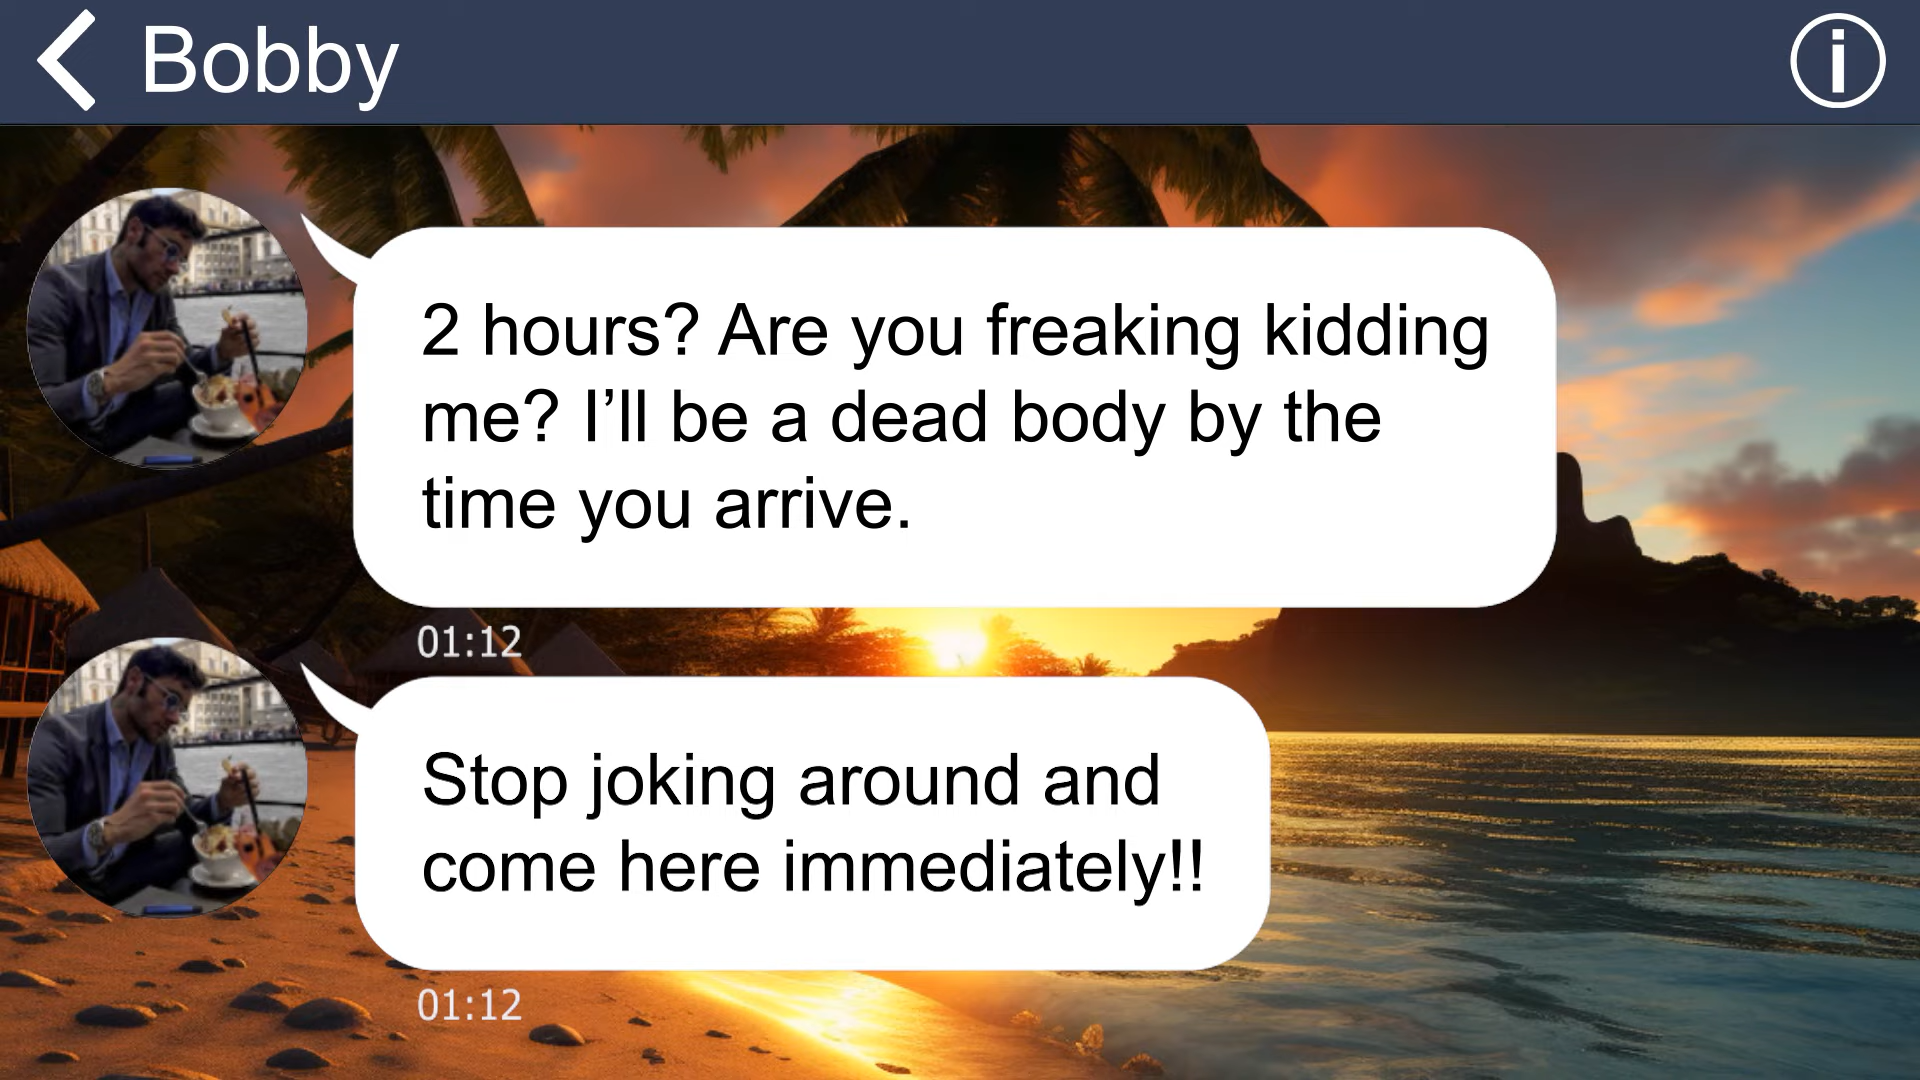 Bobby
2 hours? Are you freaking kidding
me? I’ll be a dead body by the
time you arrive.
01:12
Stop joking around and
come here immediately!!
01:12